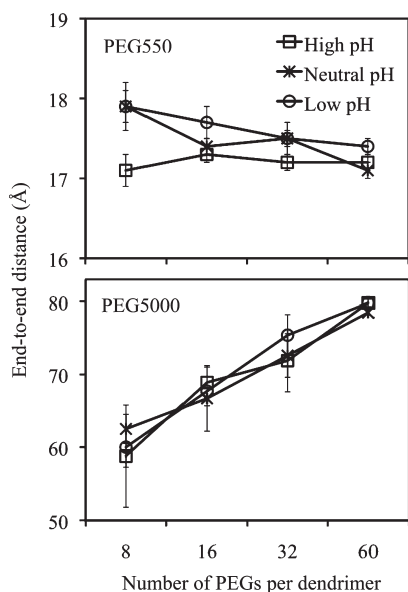 19
PEG550
High pH
Neutral pH
Low pH
18
17
16
End-to-end distance (Å)
80
PEG5000
70
60
50
8 16 32 60
Number of PEGs per dendrimer